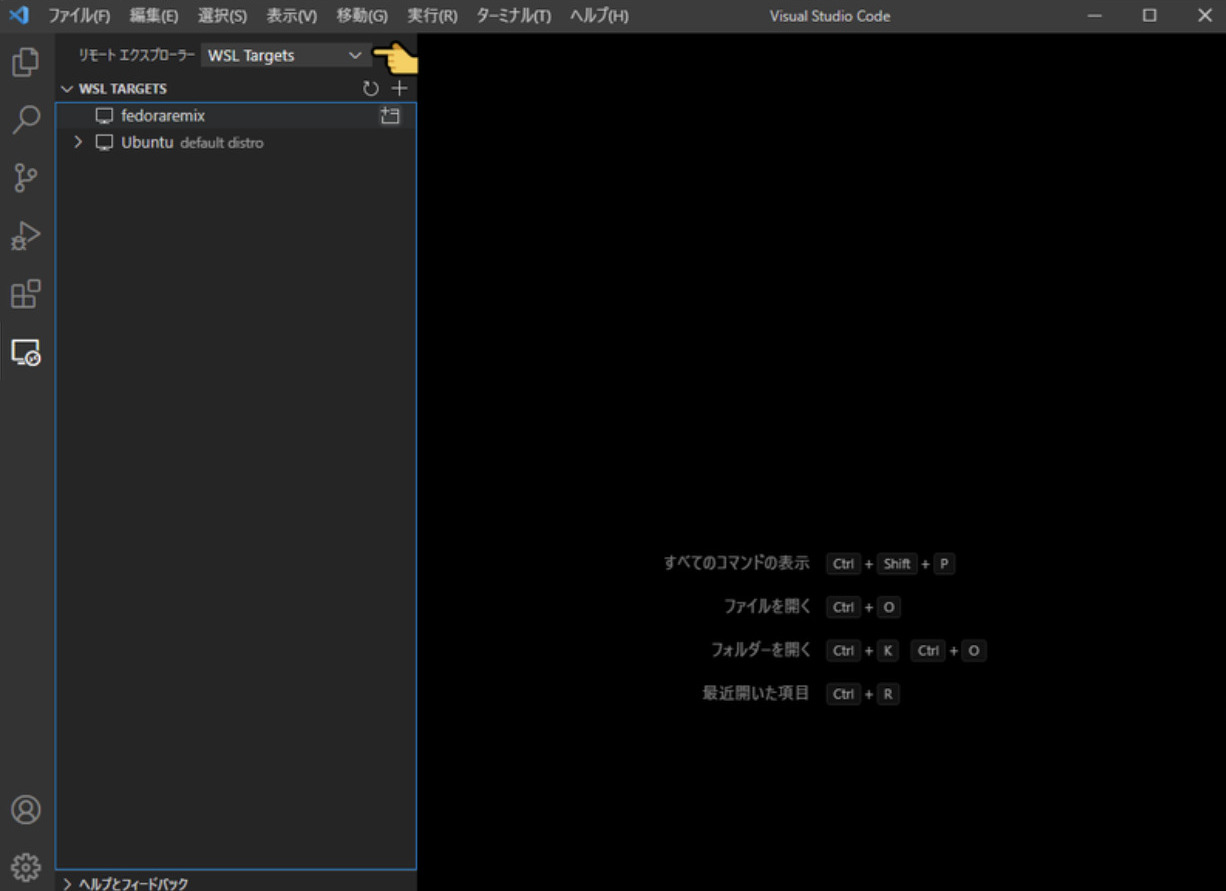 ファイル(F) 編集(E) 選択(S) 表示(V) 移動(G) 実行(R) ターミナル(T) ヘルプ(H) Visual Studio Code
リモート エクスプローラー WSL Targets
WSL TARGETS
fedoraremix
Ubuntu default distro
すべてのコマンドの表示 Ctrl + Shift + P
ファイルを開く Ctrl + O
フォルダーを開く Ctrl + K Ctrl + O
最近開いた項目 Ctrl + R
ヘルプとフィードバック